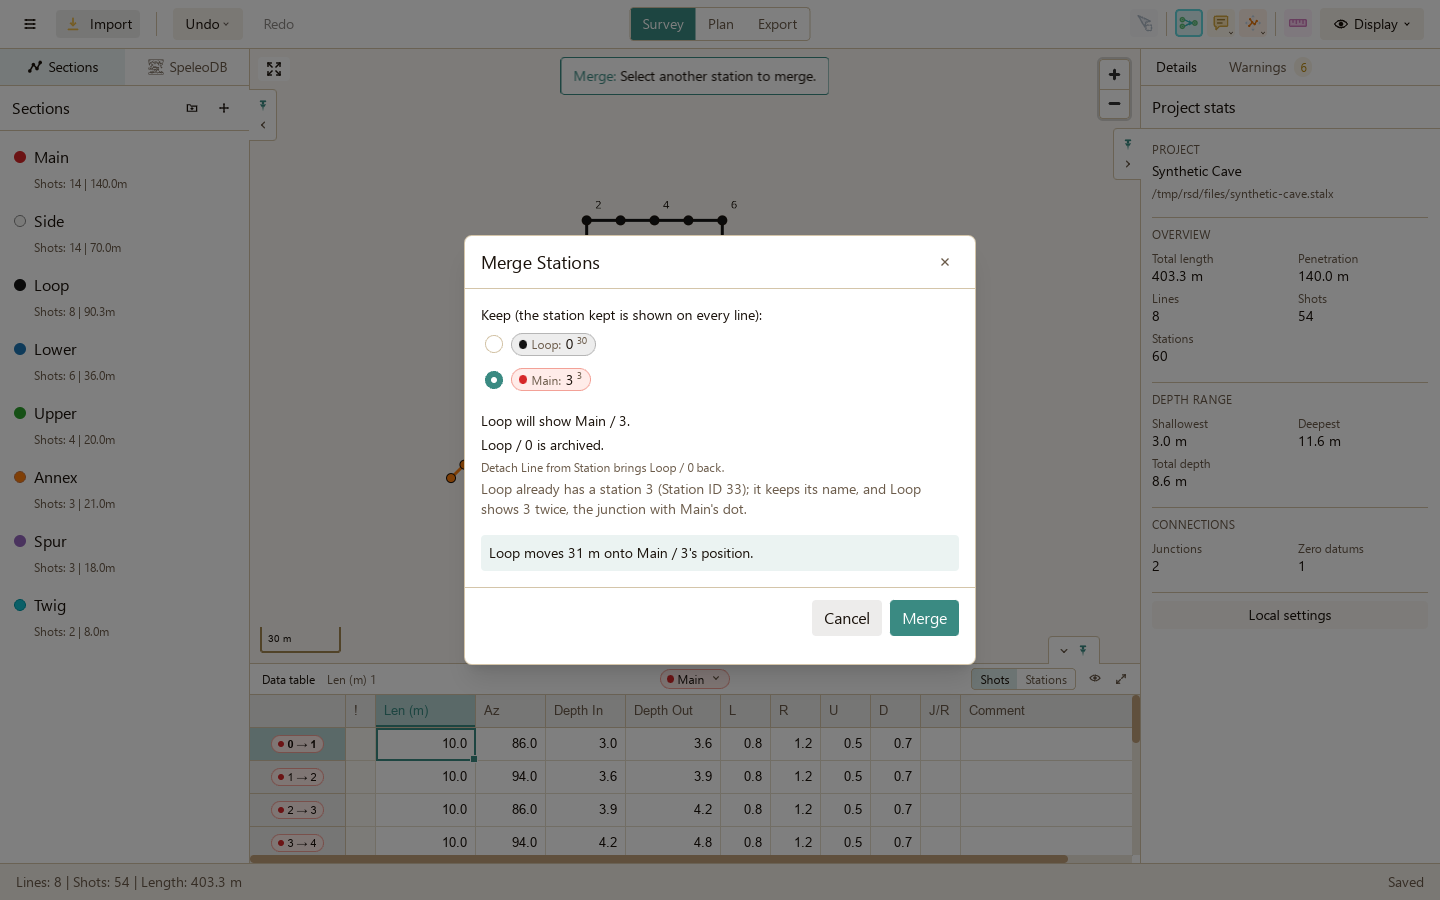 Import
Undo
Redo
Survey
Plan
Export
Display
Sections
SpeleoDB
Merge: Select another station to merge.
Details
Warnings 6
Sections
Main
Shots: 14 | 140.0m
Side
Shots: 14 | 70.0m
Loop
Shots: 8 | 90.3m
Lower
Shots: 6 | 36.0m
Upper
Shots: 4 | 20.0m
Annex
Shots: 3 | 21.0m
Spur
Shots: 3 | 18.0m
Twig
Shots: 2 | 8.0m
2
4
6
30 m
Merge Stations
×
Keep (the station kept is shown on every line):
Loop: 0 30
Main: 3 3
Loop will show Main / 3.
Loop / 0 is archived.
Detach Line from Station brings Loop / 0 back.
Loop already has a station 3 (Station ID 33); it keeps its name, and Loop
shows 3 twice, the junction with Main's dot.
Loop moves 31 m onto Main / 3's position.
Cancel
Merge
Project stats
PROJECT
Synthetic Cave
/tmp/rsd/files/synthetic-cave.stalx
OVERVIEW
Total length Penetration
403.3 m 140.0 m
Lines Shots
8 54
Stations
60
DEPTH RANGE
Shallowest Deepest
3.0 m 11.6 m
Total depth
8.6 m
CONNECTIONS
Junctions Zero datums
2 1
Local settings
Data table Len (m) 1
Main
Shots Stations
! Len (m) Az Depth In Depth Out L R U D J/R Comment
0 → 1 10.0 86.0 3.0 3.6 0.8 1.2 0.5 0.7
1 → 2 10.0 94.0 3.6 3.9 0.8 1.2 0.5 0.7
2 → 3 10.0 86.0 3.9 4.2 0.8 1.2 0.5 0.7
3 → 4 10.0 94.0 4.2 4.8 0.8 1.2 0.5 0.7
Lines: 8 | Shots: 54 | Length: 403.3 m
Saved